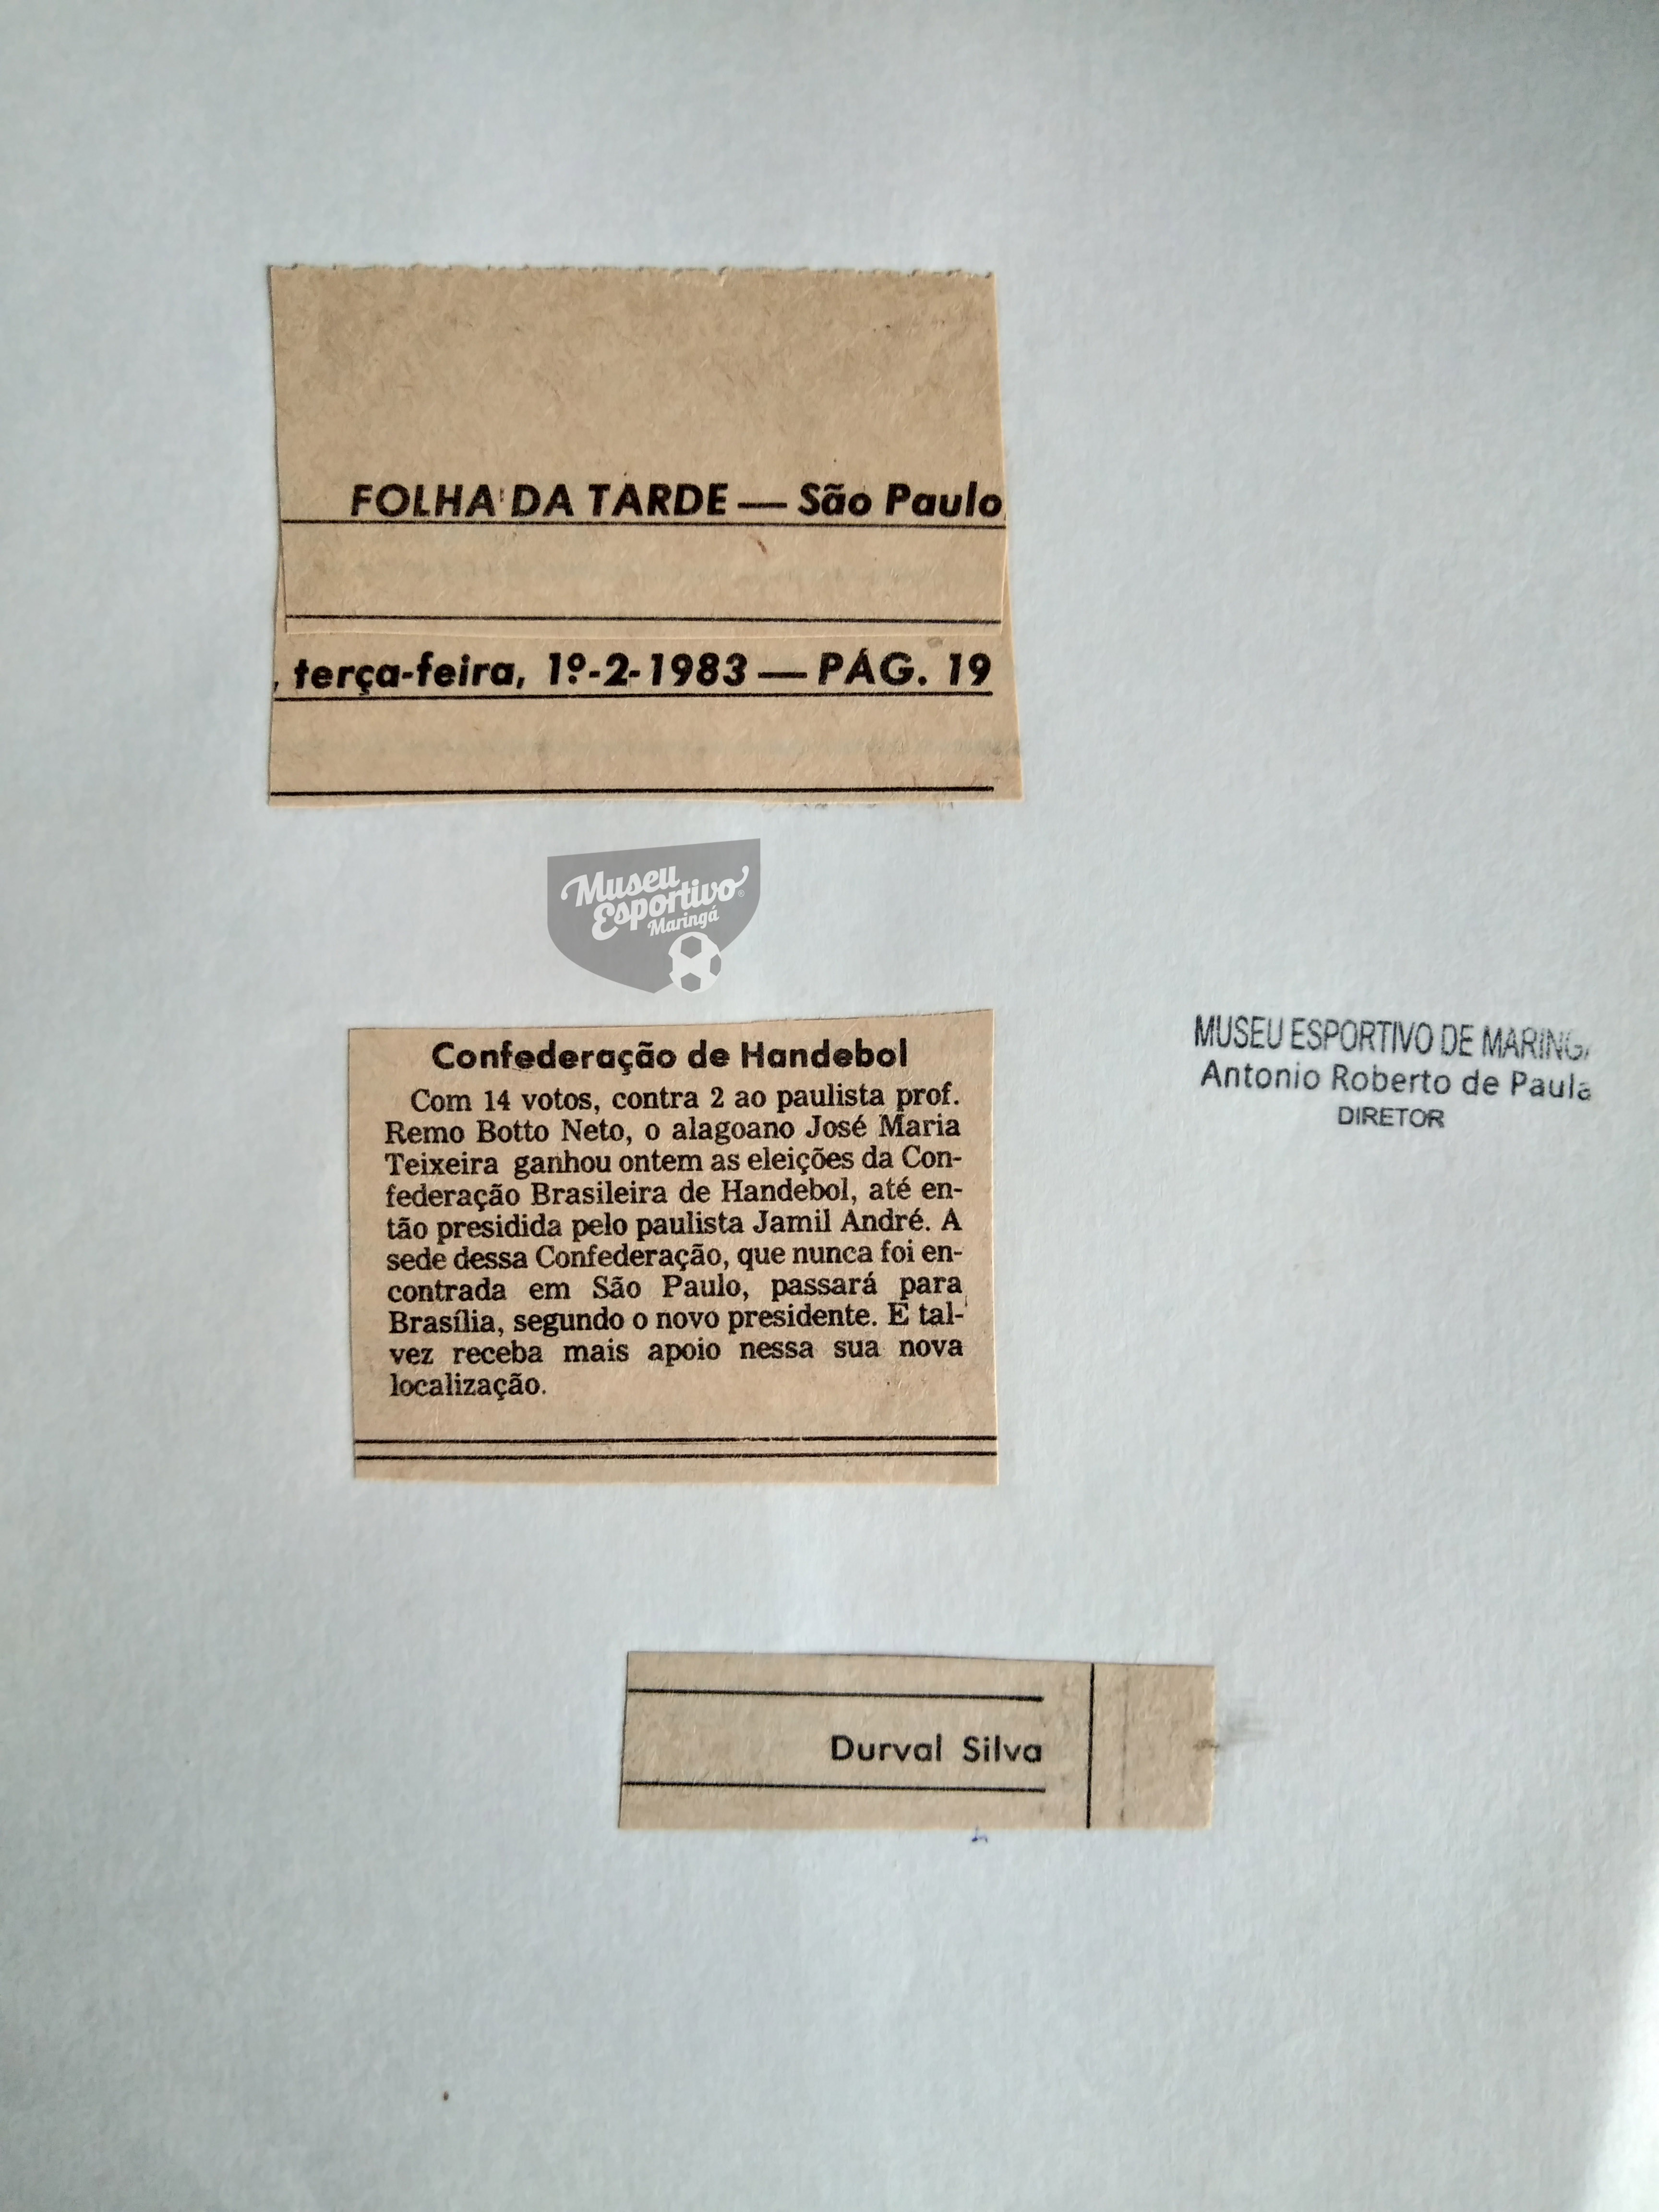 FOLHA DA TARDE — São Paulo
, terça-feira, 1º-2-1983 — PÁG. 19
Museu
Esportivo
Maringá
Confederação de Handebol
Com 14 votos, contra 2 ao paulista prof.
Remo Botto Neto, o alagoano José Maria
Teixeira ganhou ontem as eleições da Con-
federação Brasileira de Handebol, até en-
tão presidida pelo paulista Jamil André. A
sede dessa Confederação, que nunca foi en-
contrada em São Paulo, passará para
Brasília, segundo o novo presidente. E tal-
vez receba mais apoio nessa sua nova
localização.
MUSEU ESPORTIVO DE MARINGÁ
Antonio Roberto de Paula
DIRETOR
Durval Silva